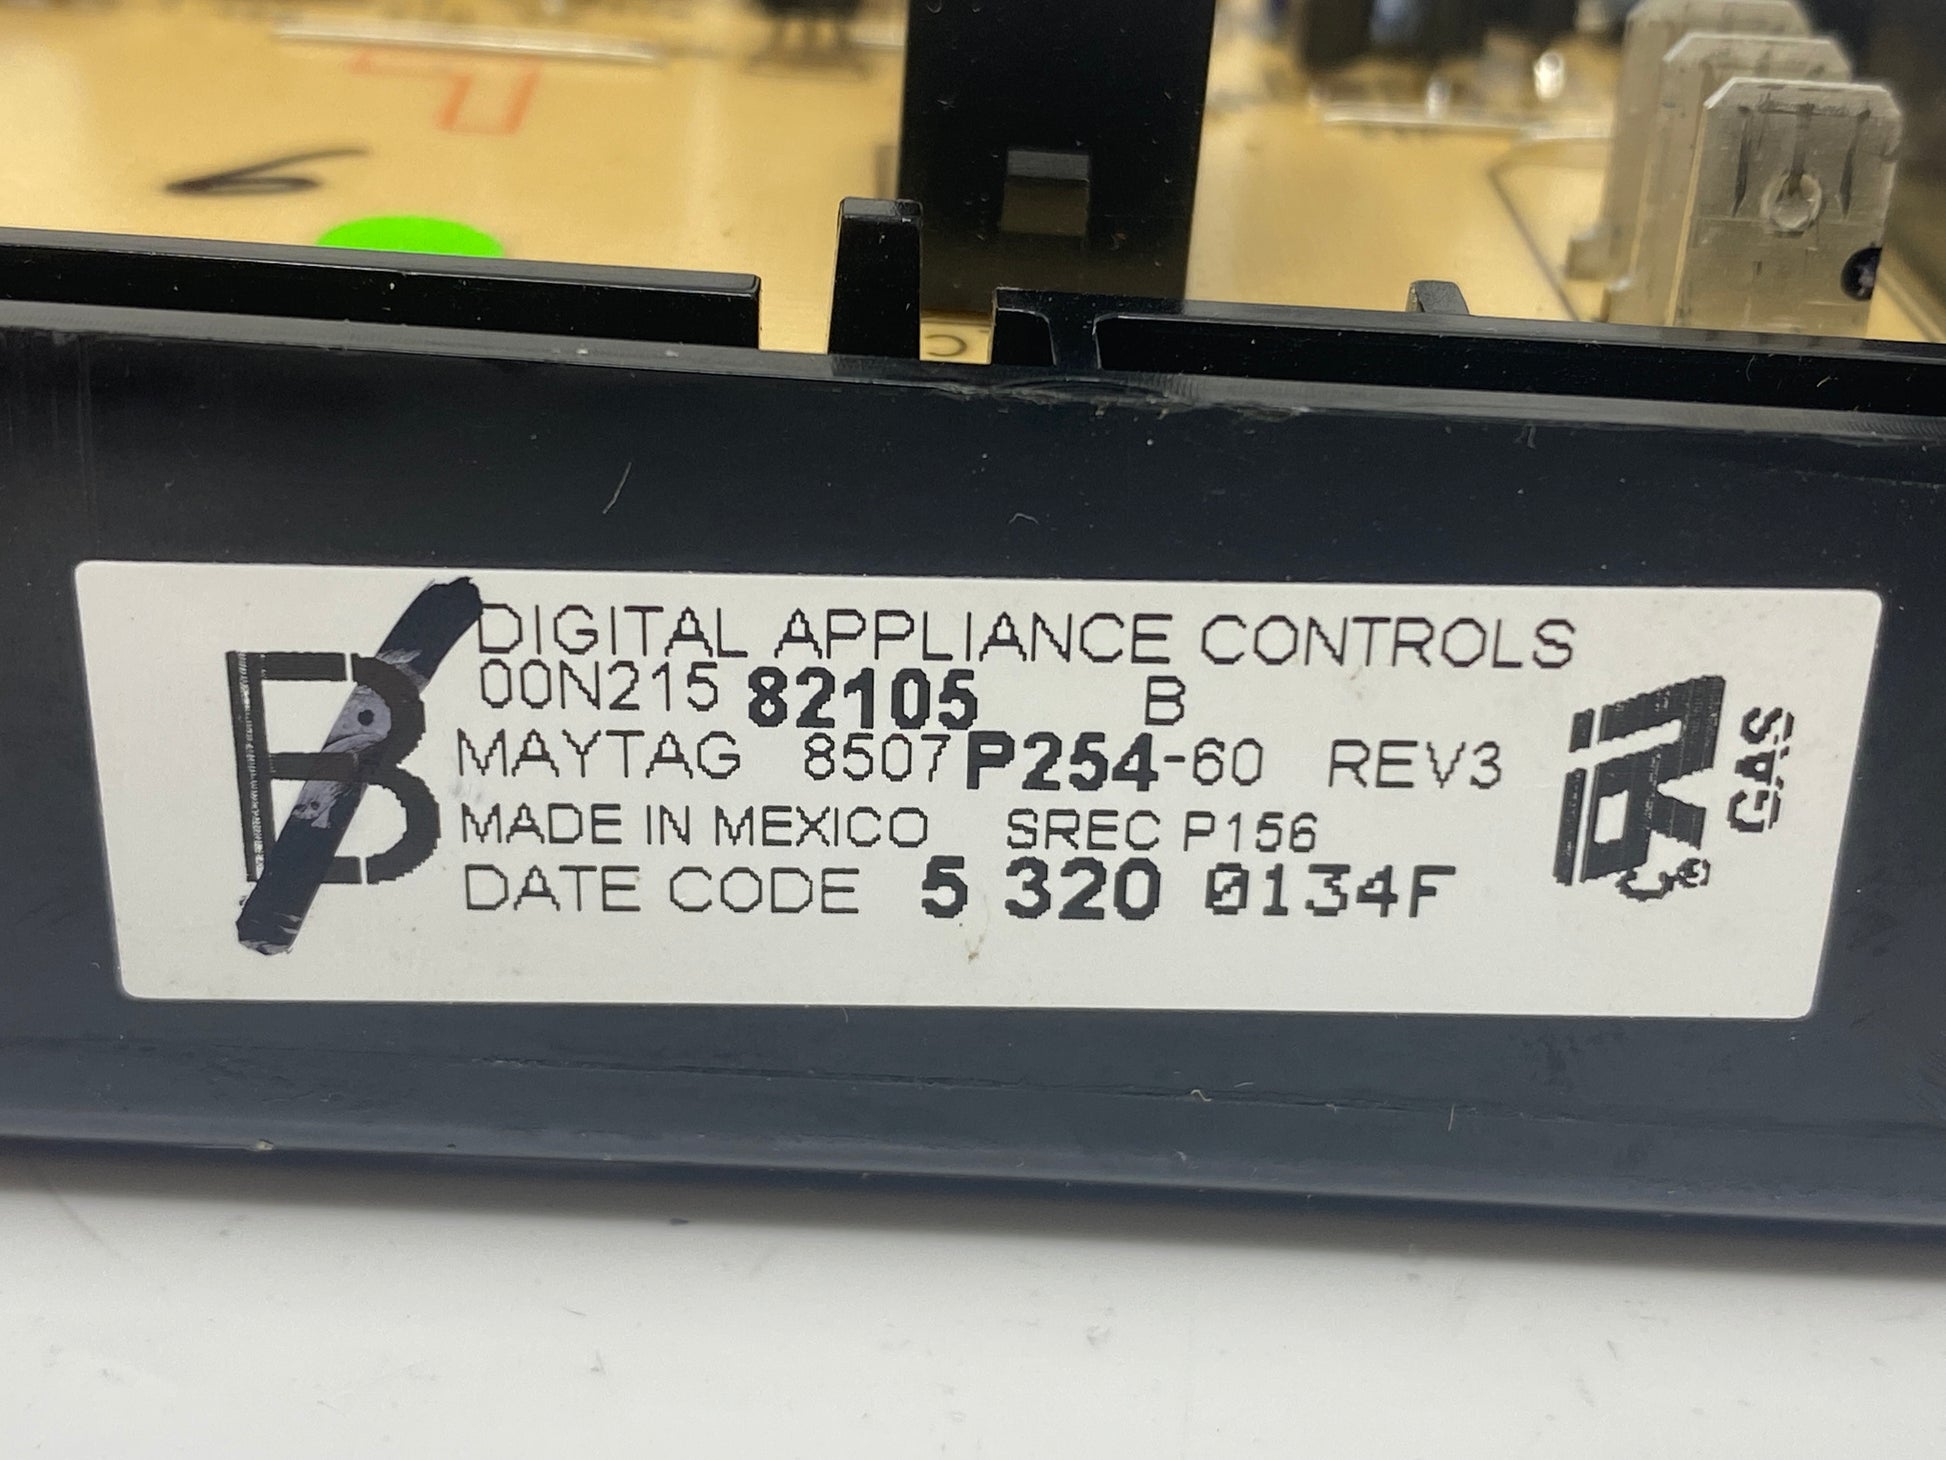 6
B
DIGITAL APPLIANCE CONTROLS
00N215 82105 B
MAYTAG 8507P254-60 REV3
MADE IN MEXICO SREC P156
DATE CODE 5 320 0134F
GAS